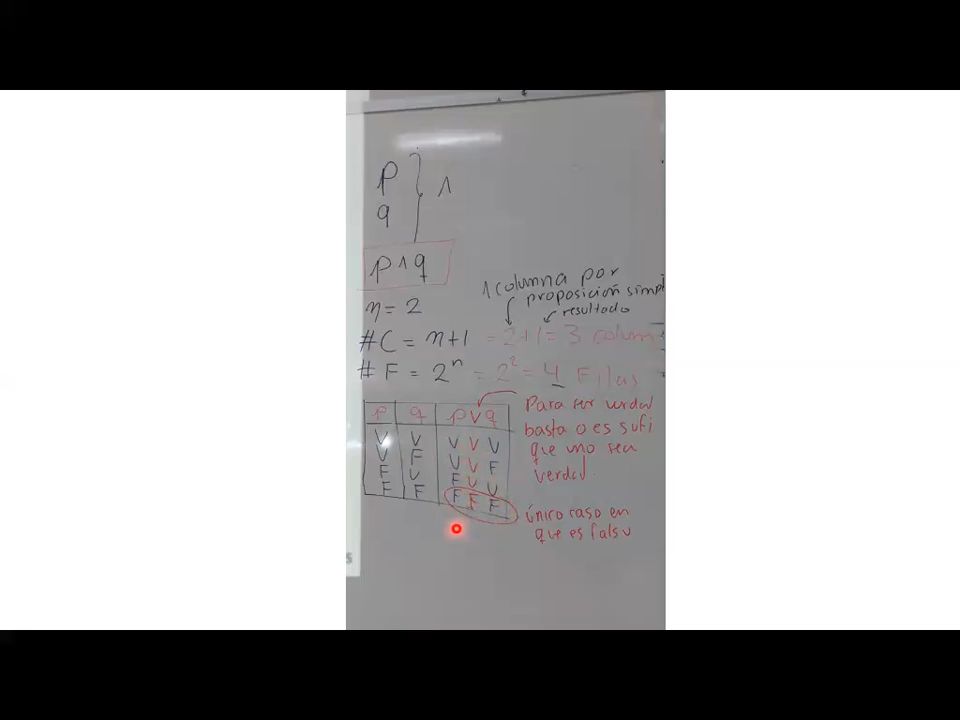 p
q
∧
p ∧ q
n = 2
1 columna por
proposición simpl
resultado
#C = n+1 = 2+1 = 3 colum
#F = 2ⁿ = 2² = 4 Filas
p q p ∨ q
V V V V V
V F V V F
F V F V V
F F F F F
Para ser verdad
basta o es sufi
que uno sea
verdad
único caso en
que es falso